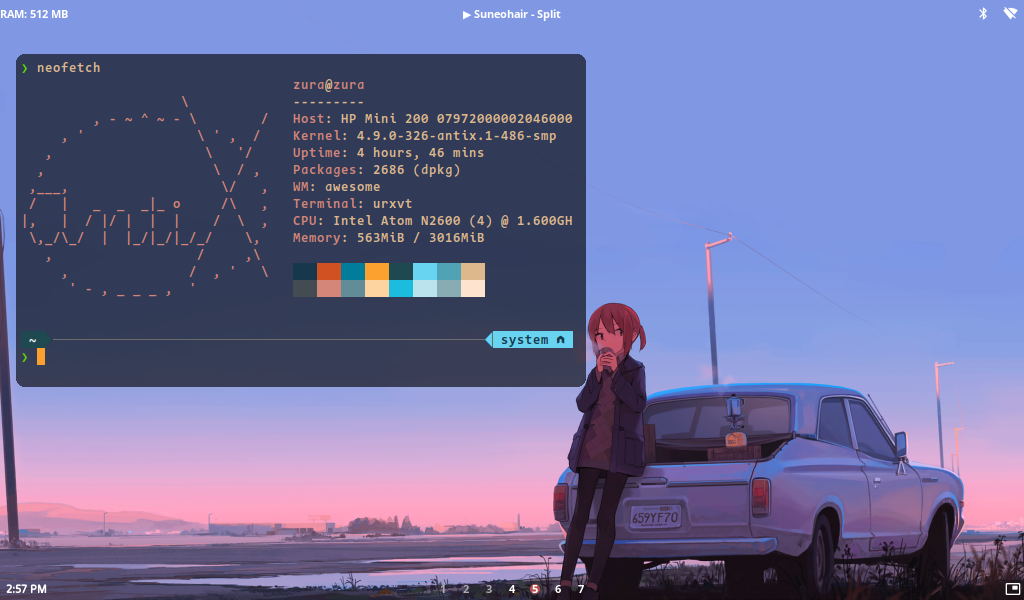 RAM: 512 MB
▶ Suneohair - Split
❯ neofetch
zura@zura
---------
Host: HP Mini 200 07972000002046000
Kernel: 4.9.0-326-antix.1-486-smp
Uptime: 4 hours, 46 mins
Packages: 2686 (dpkg)
WM: awesome
Terminal: urxvt
CPU: Intel Atom N2600 (4) @ 1.600GH
Memory: 563MiB / 3016MiB
~
system
❯
659YF70
2:57 PM
1 2 3 4 5 6 7